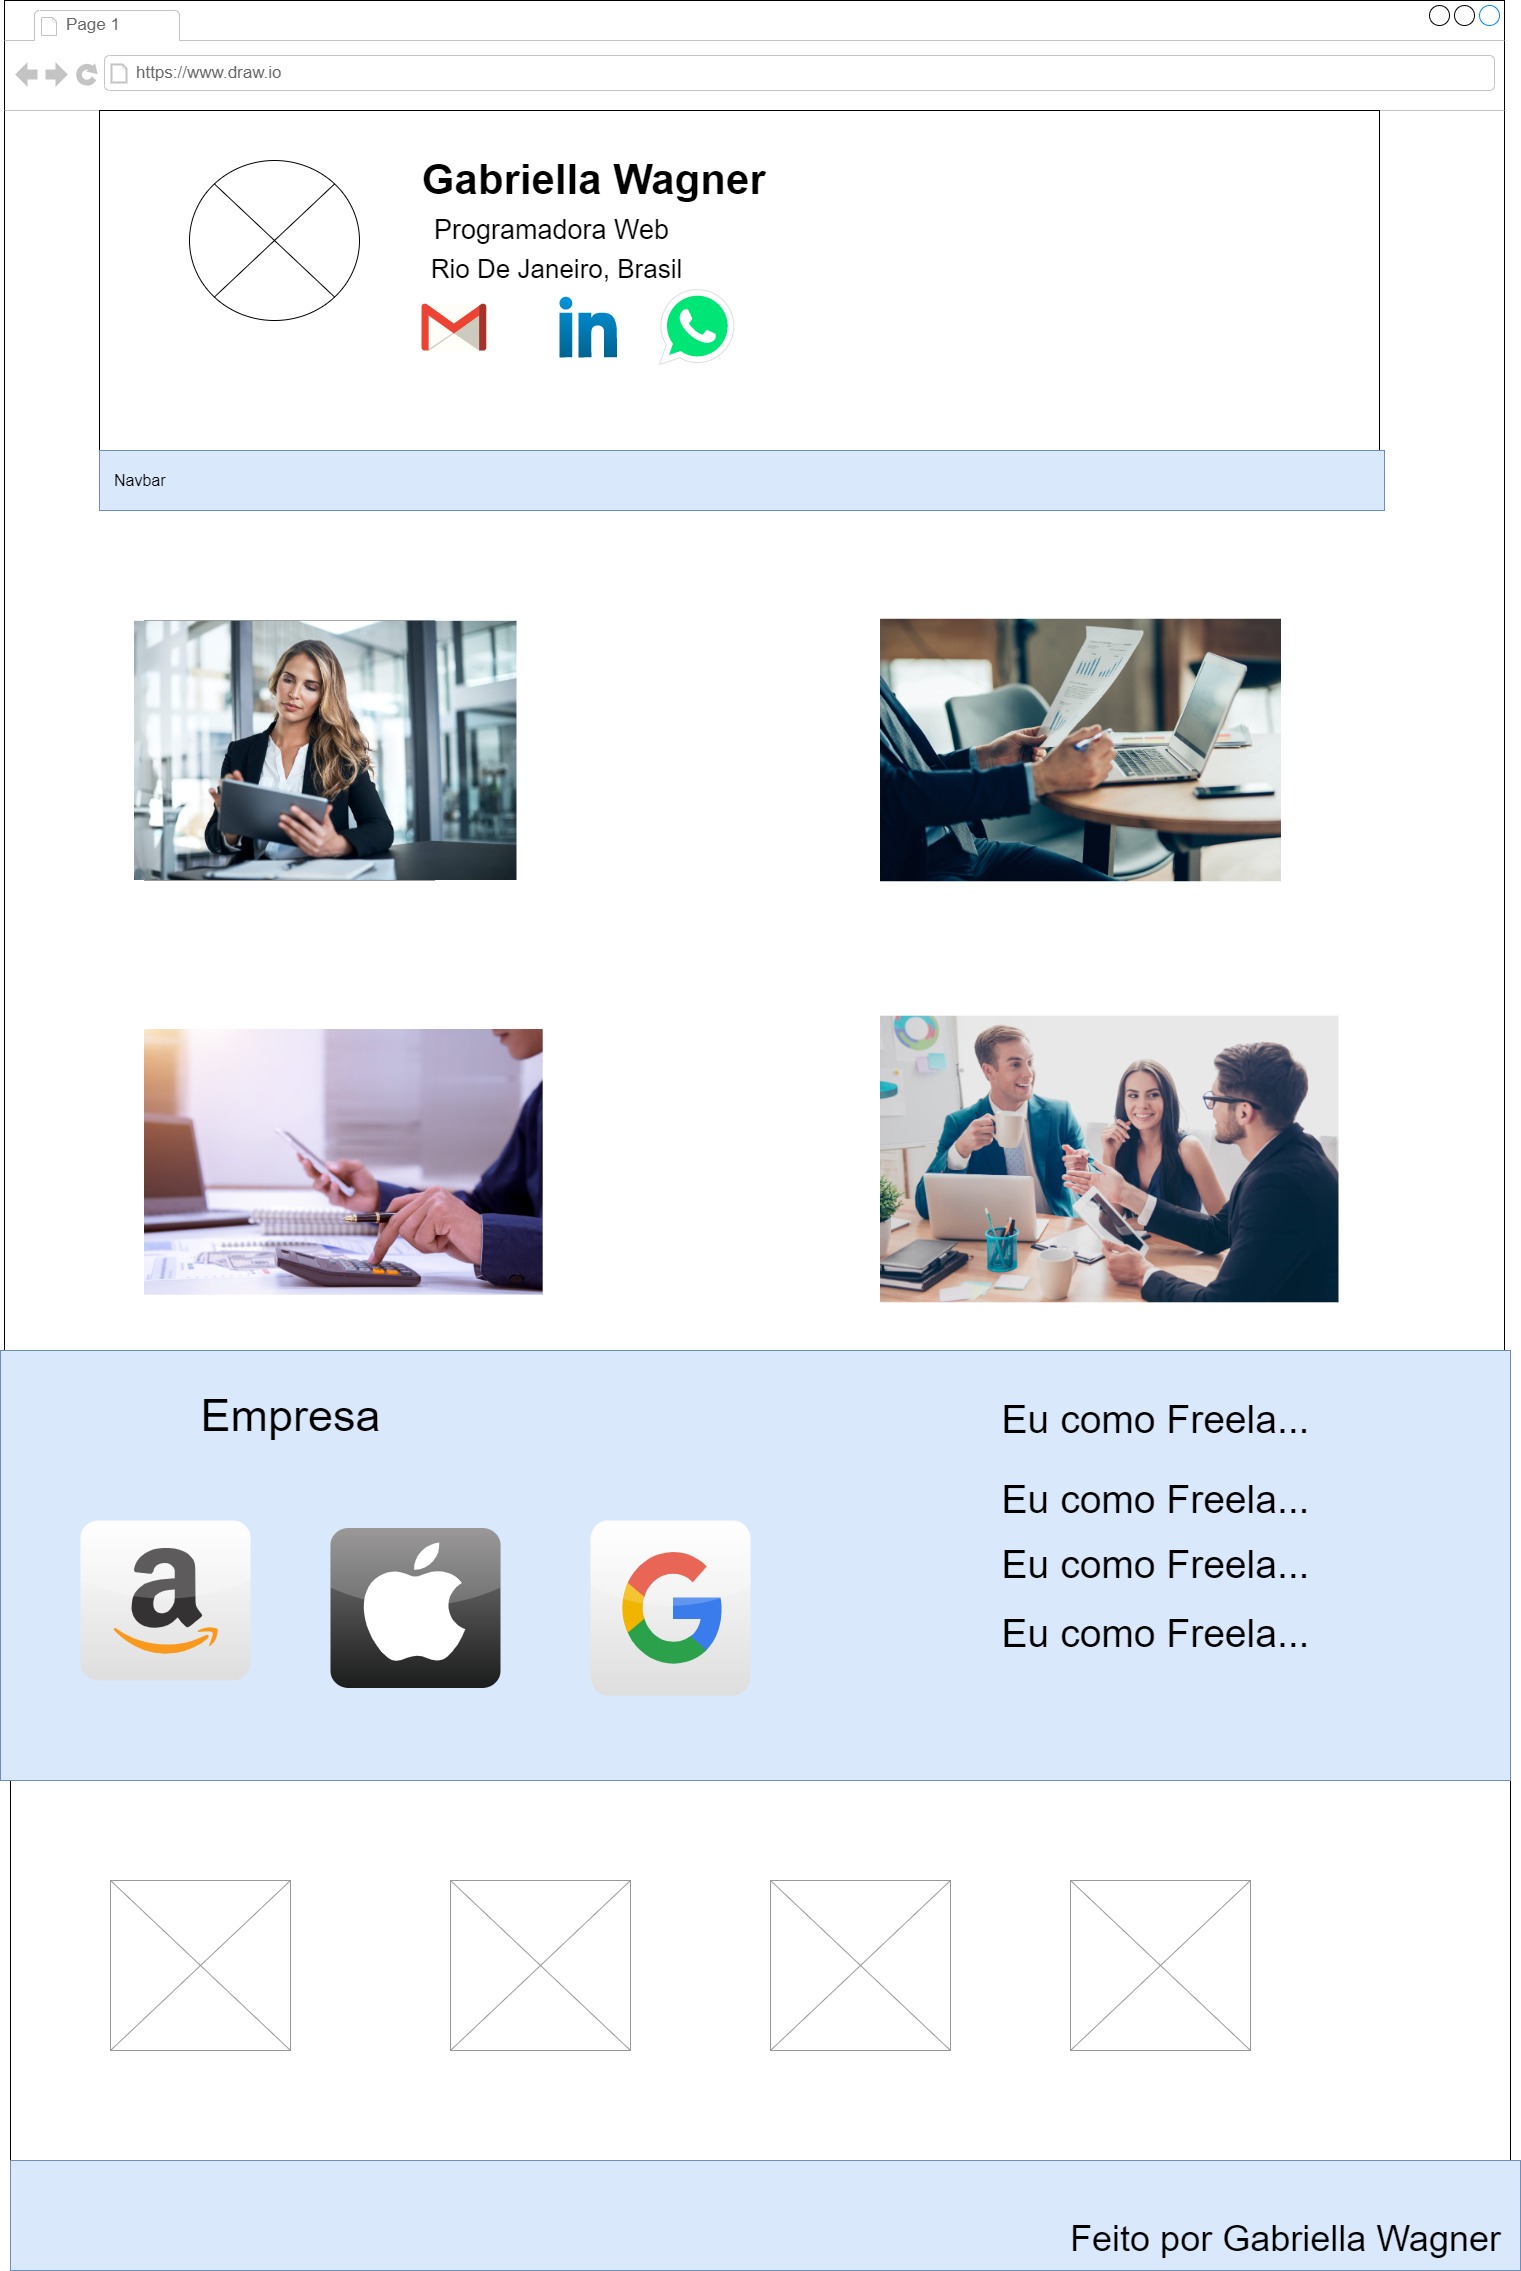 Page 1
https://www.draw.io
Gabriella Wagner
Programadora Web
Rio De Janeiro, Brasil
in
Navbar
Empresa
Eu como Freela...
Eu como Freela...
Eu como Freela...
Eu como Freela...
a
G
Feito por Gabriella Wagner